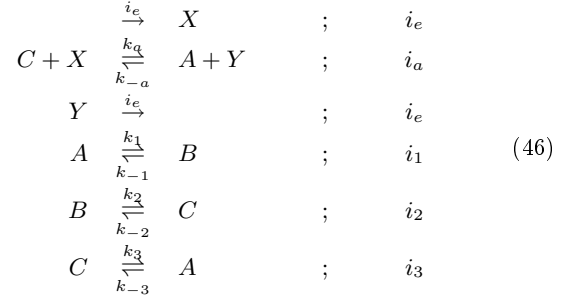 i_e → X ; i_e
C + X k_a ⇌ k_{-a} A + Y ; i_a
Y i_e → ; i_e
A k_1 ⇌ k_{-1} B ; i_1 (46)
B k_2 ⇌ k_{-2} C ; i_2
C k_3 ⇌ k_{-3} A ; i_3